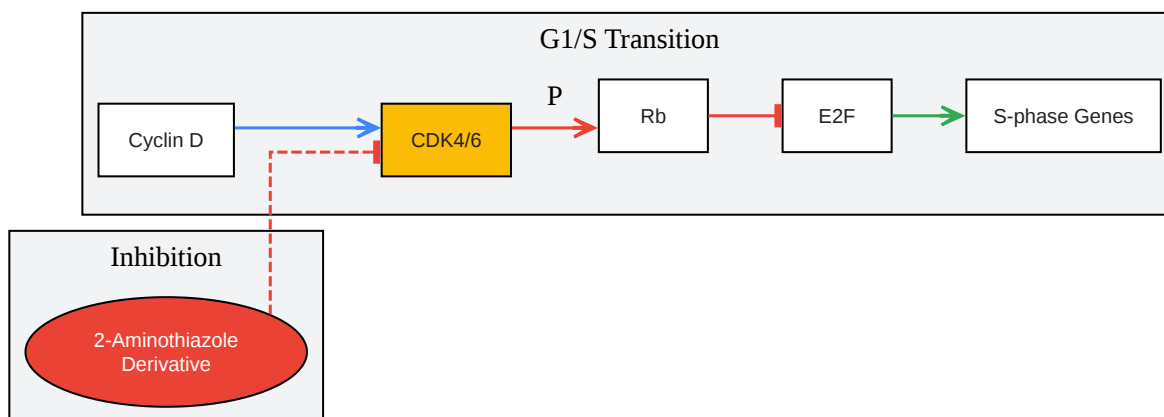 G1/S Transition
Cyclin D
CDK4/6
P
Rb
E2F
S-phase Genes
Inhibition
2-Aminothiazole
Derivative